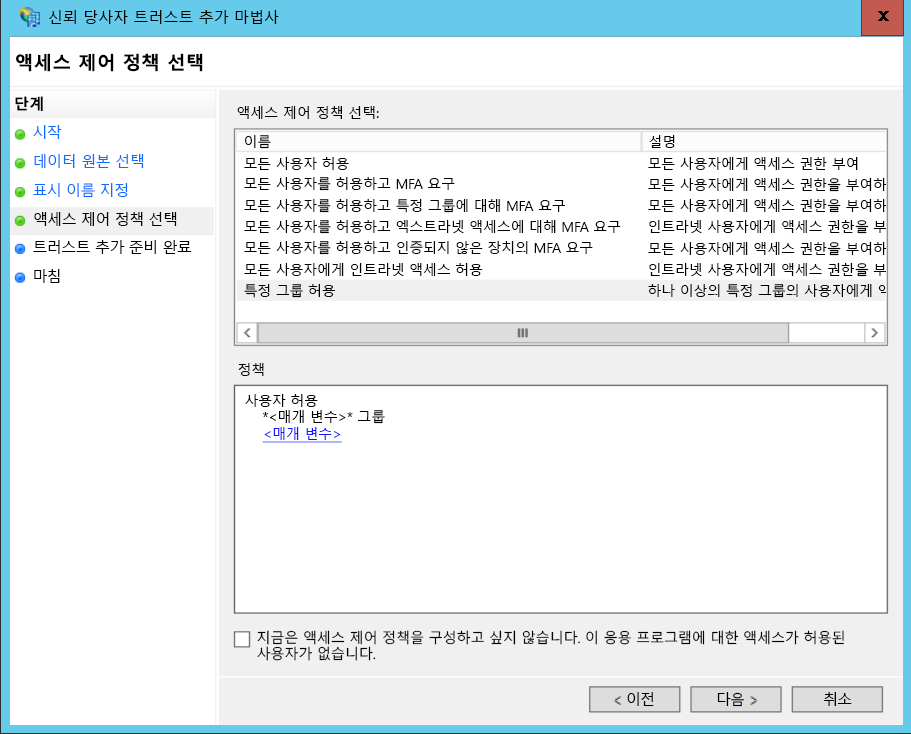 신뢰 당사자 트러스트 추가 마법사
x
액세스 제어 정책 선택
단계
시작
데이터 원본 선택
표시 이름 지정
액세스 제어 정책 선택
트러스트 추가 준비 완료
마침
액세스 제어 정책 선택:
이름 설명
모든 사용자 허용 모든 사용자에게 액세스 권한 부여
모든 사용자를 허용하고 MFA 요구 모든 사용자에게 액세스 권한을 부여하
모든 사용자를 허용하고 특정 그룹에 대해 MFA 요구 모든 사용자에게 액세스 권한을 부여하
모든 사용자를 허용하고 엑스트라넷 액세스에 대해 MFA 요구 인트라넷 사용자에게 액세스 권한을 부
모든 사용자를 허용하고 인증되지 않은 장치의 MFA 요구 모든 사용자에게 액세스 권한을 부여하
모든 사용자에게 인트라넷 액세스 허용 인트라넷 사용자에게 액세스 권한을 부
특정 그룹 허용 하나 이상의 특정 그룹의 사용자에게
정책
사용자 허용
*<매개 변수>* 그룹
<매개 변수>
지금은 액세스 제어 정책을 구성하고 싶지 않습니다. 이 응용 프로그램에 대한 액세스가 허용된
사용자가 없습니다.
< 이전 다음 > 취소